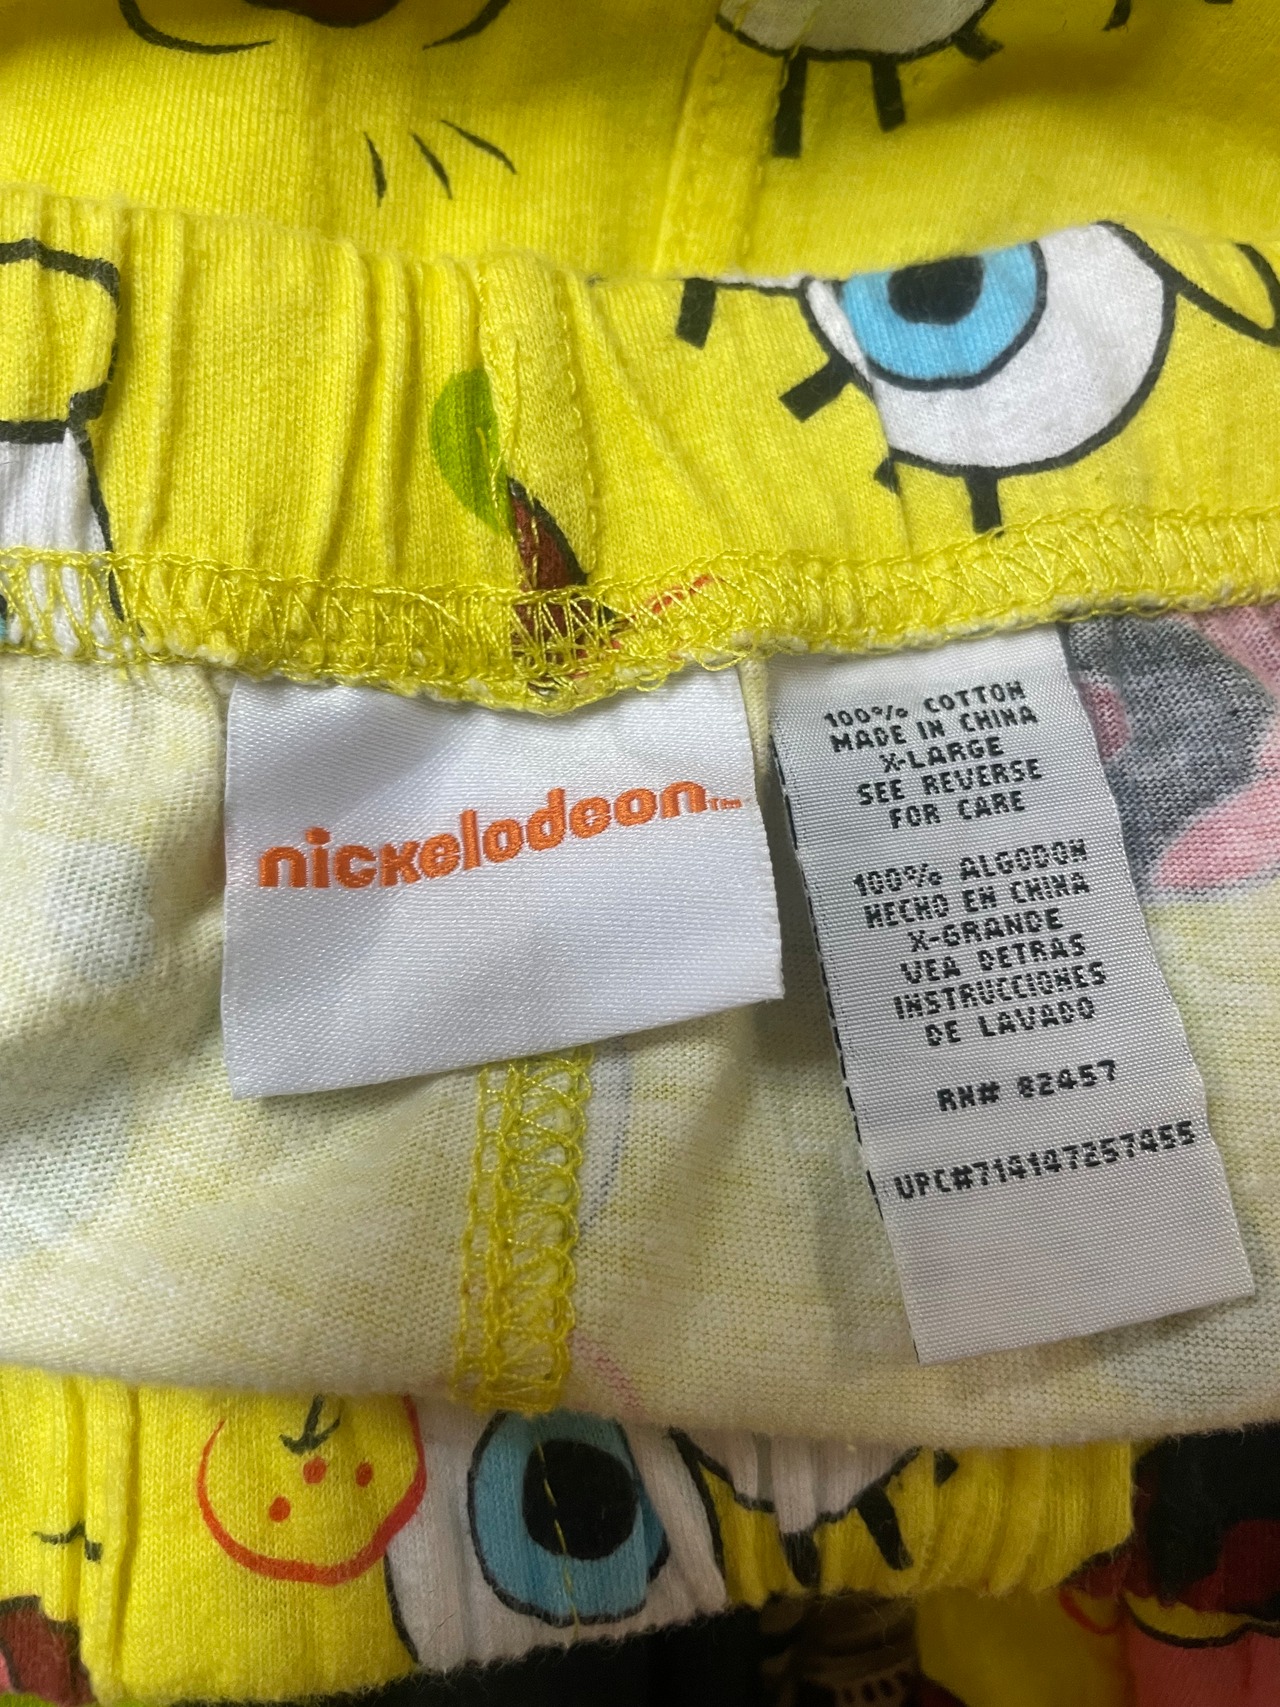 nickelodeon™
100% COTTON
MADE IN CHINA
X-LARGE
SEE REVERSE
FOR CARE
100% ALGODON
HECHO EN CHINA
X-GRANDE
VEA DETRAS
INSTRUCCIONES
DE LAVADO
RN# 82457
UPC#714147257455